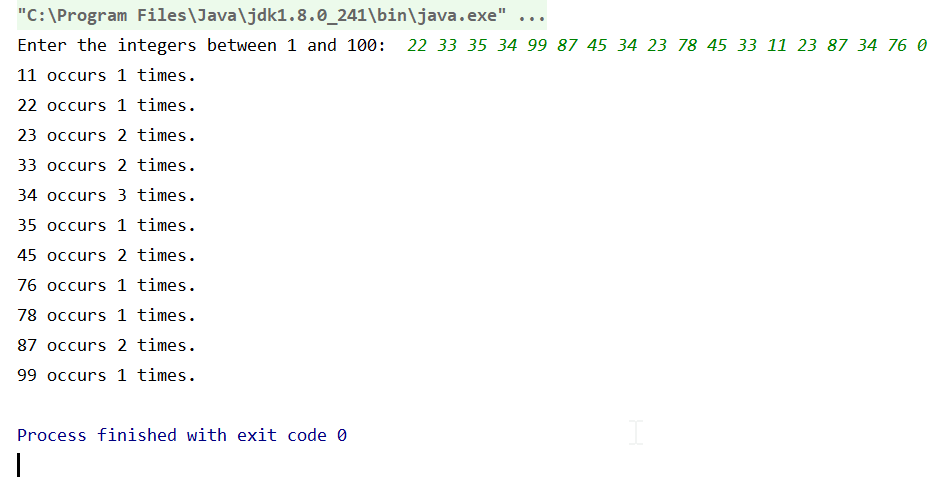 "C:\Program Files\Java\jdk1.8.0_241\bin\java.exe" ...
Enter the integers between 1 and 100:  22 33 35 34 99 87 45 34 23 78 45 33 11 23 87 34 76 0
11 occurs 1 times.
22 occurs 1 times.
23 occurs 2 times.
33 occurs 2 times.
34 occurs 3 times.
35 occurs 1 times.
45 occurs 2 times.
76 occurs 1 times.
78 occurs 1 times.
87 occurs 2 times.
99 occurs 1 times.
Process finished with exit code 0